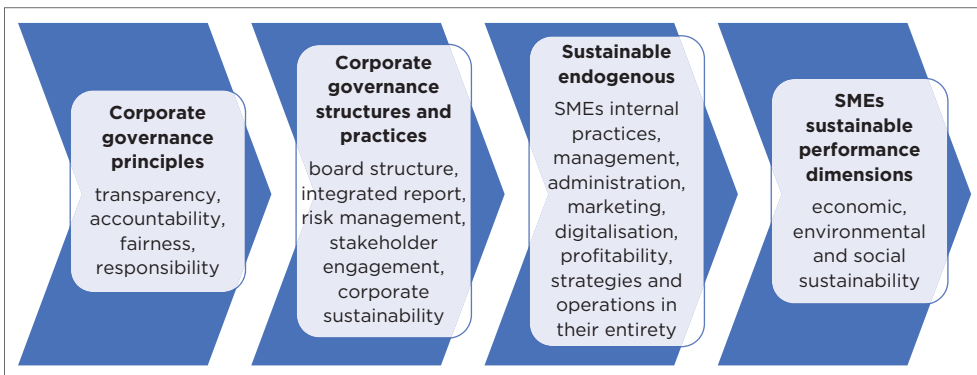 Corporate
governance
principles
transparency,
accountability,
fairness,
responsibility
Corporate
governance
structures and
practices
board structure,
integrated report,
risk management,
stakeholder
engagement,
corporate
sustainability
Sustainable
endogenous
SMEs internal
practices,
management,
administration,
marketing,
digitalisation,
profitability,
strategies and
operations in
their entirety
SMEs
sustainable
performance
dimensions
economic,
environmental
and social
sustainability